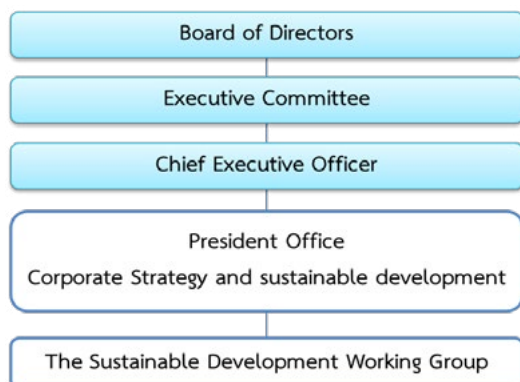 Board of Directors
Executive Committee
Chief Executive Officer
President Office
Corporate Strategy and sustainable development
The Sustainable Development Working Group